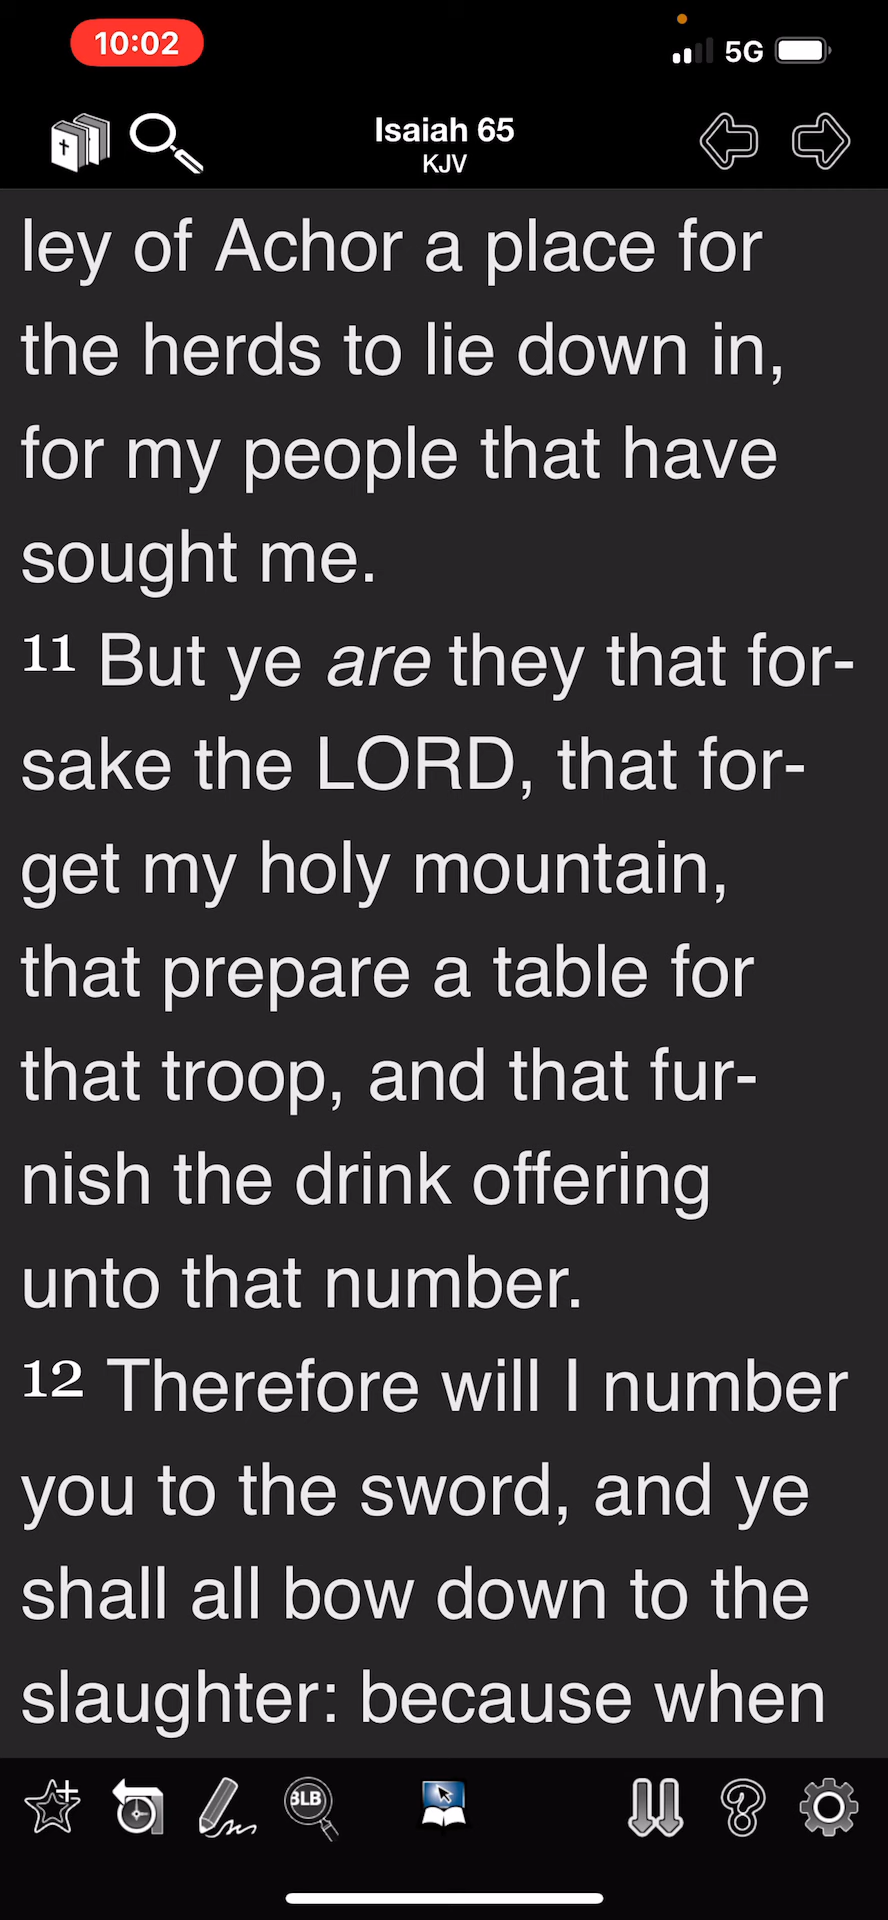 10:02
5G
Isaiah 65
KJV
ley of Achor a place for
the herds to lie down in,
for my people that have
sought me.
11 But ye are they that for-
sake the LORD, that for-
get my holy mountain,
that prepare a table for
that troop, and that fur-
nish the drink offering
unto that number.
12 Therefore will I number
you to the sword, and ye
shall all bow down to the
slaughter: because when
BLB